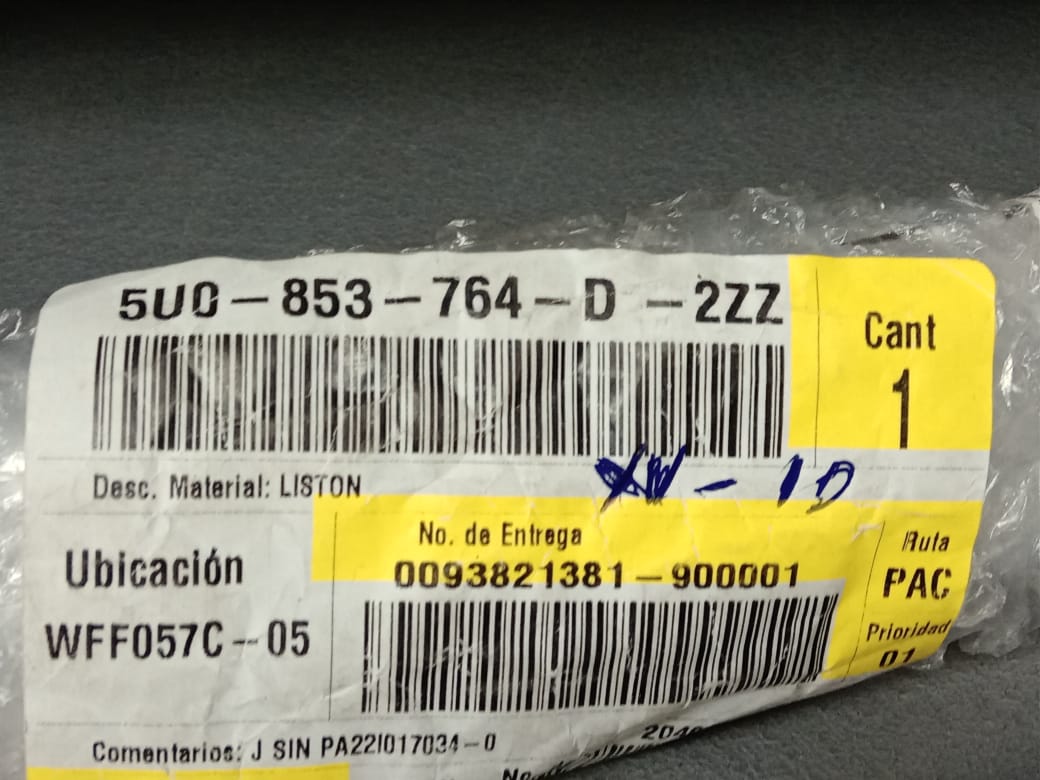 5U0-853-764-D -2ZZ
Cant
1
Desc. Material: LISTON
Ubicación
WFF057C-05
No. de Entrega
0093821381-900001
Ruta
PAC
Prioridad
01
Comentarios: J SIN PA22I017034-0